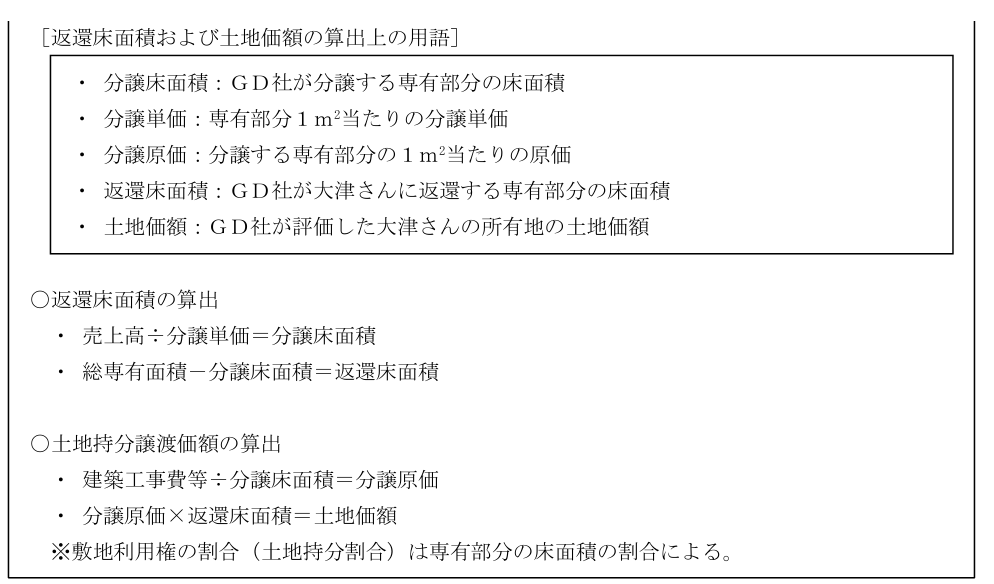 ［返還床面積および土地価額の算出上の用語］
・ 分譲床面積：ＧＤ社が分譲する専有部分の床面積
・ 分譲単価：専有部分１ｍ²当たりの分譲単価
・ 分譲原価：分譲する専有部分の１ｍ²当たりの原価
・ 返還床面積：ＧＤ社が大津さんに返還する専有部分の床面積
・ 土地価額：ＧＤ社が評価した大津さんの所有地の土地価額
○返還床面積の算出
・ 売上高÷分譲単価＝分譲床面積
・ 総専有面積－分譲床面積＝返還床面積
○土地持分譲渡価額の算出
・ 建築工事費等÷分譲床面積＝分譲原価
・ 分譲原価×返還床面積＝土地価額
※敷地利用権の割合（土地持分割合）は専有部分の床面積の割合による。